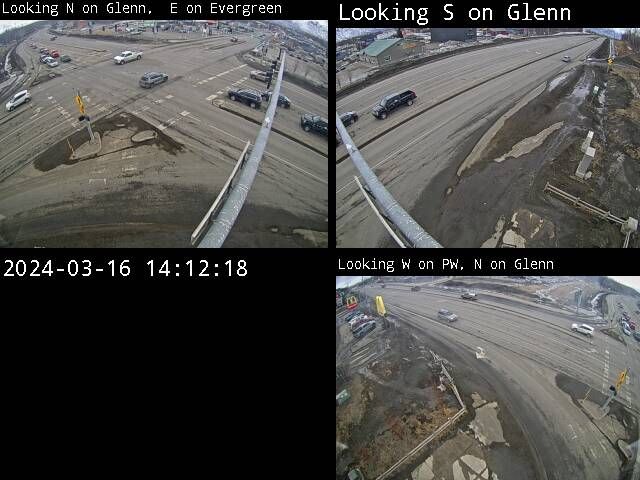 Looking N on Glenn,  E on Evergreen
Looking S on Glenn
2024-03-16 14:12:18
Looking W on PW, N on Glenn